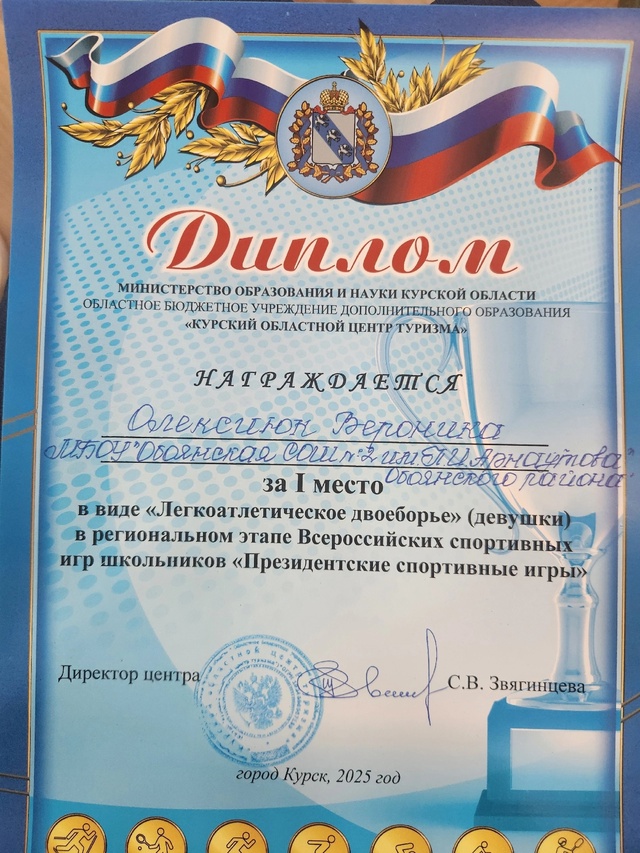 Диплом
МИНИСТЕРСТВО ОБРАЗОВАНИЯ И НАУКИ КУРСКОЙ ОБЛАСТИ
ОБЛАСТНОЕ БЮДЖЕТНОЕ УЧРЕЖДЕНИЕ ДОПОЛНИТЕЛЬНОГО ОБРАЗОВАНИЯ
«КУРСКИЙ ОБЛАСТНОЙ ЦЕНТР ТУРИЗМА»
НАГРАЖДАЕТСЯ
Олексиюк Вероника
МБОУ "Обоянская СОШ №2 им. П.И Арнаутова"
Обоянского района
за I место
в виде «Легкоатлетическое двоеборье» (девушки)
в региональном этапе Всероссийских спортивных
игр школьников «Президентские спортивные игры»
Директор центра
С.В. Звягинцева
город Курск, 2025 год